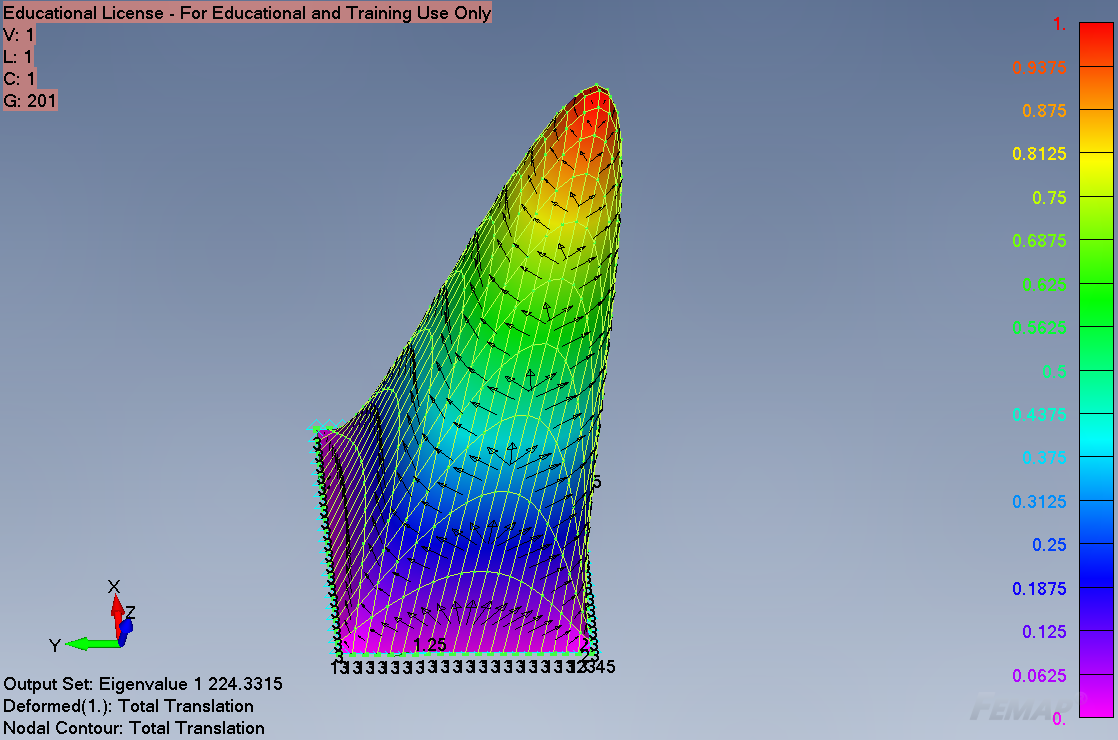 Educational License - For Educational and Training Use Only
V: 1
L: 1
C: 1
G: 201
1.
0.9375
0.875
0.8125
0.75
0.6875
0.625
0.5625
0.5
0.4375
0.375
0.3125
0.25
0.1875
0.125
0.0625
0.
X
Z
Y
1.25
12345
Output Set: Eigenvalue 1 224.3315
Deformed(1.): Total Translation
Nodal Contour: Total Translation
FEMAP